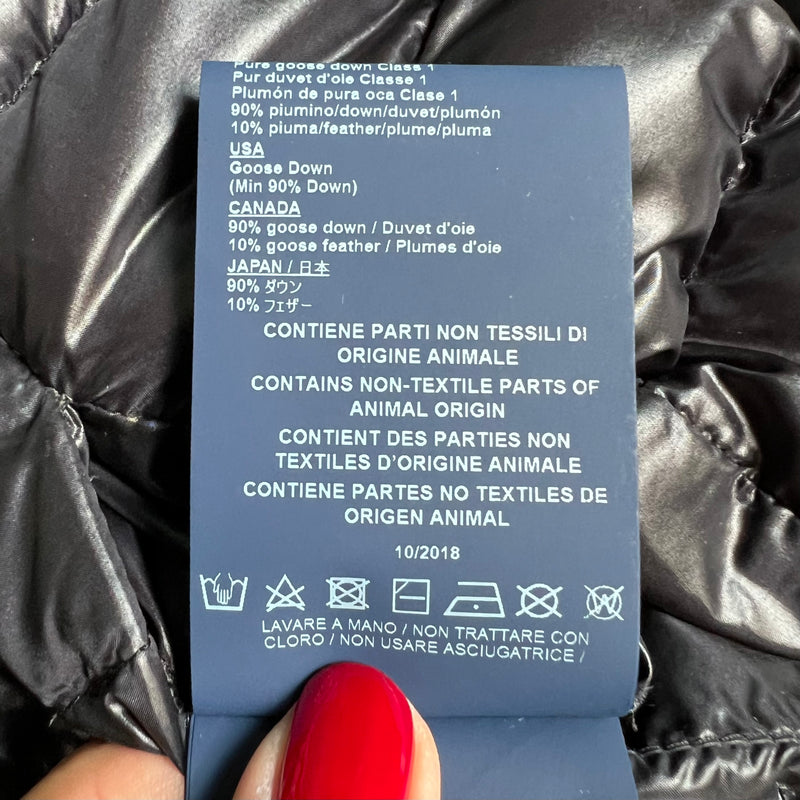 Pure goose down Class 1
Pur duvet d'oie Classe 1
Plumón de pura oca Clase 1
90% piumino/down/duvet/plumón
10% piuma/feather/plume/pluma
USA
Goose Down
(Min 90% Down)
CANADA
90% goose down / Duvet d'oie
10% goose feather / Plumes d'oie
JAPAN / 日本
90% ダウン
10% フェザー
CONTIENE PARTI NON TESSILI DI
ORIGINE ANIMALE
CONTAINS NON-TEXTILE PARTS OF
ANIMAL ORIGIN
CONTIENT DES PARTIES NON
TEXTILES D'ORIGINE ANIMALE
CONTIENE PARTES NO TEXTILES DE
ORIGEN ANIMAL
10/2018
W
LAVARE A MANO / NON TRATTARE CON
CLORO / NON USARE ASCIUGATRICE /